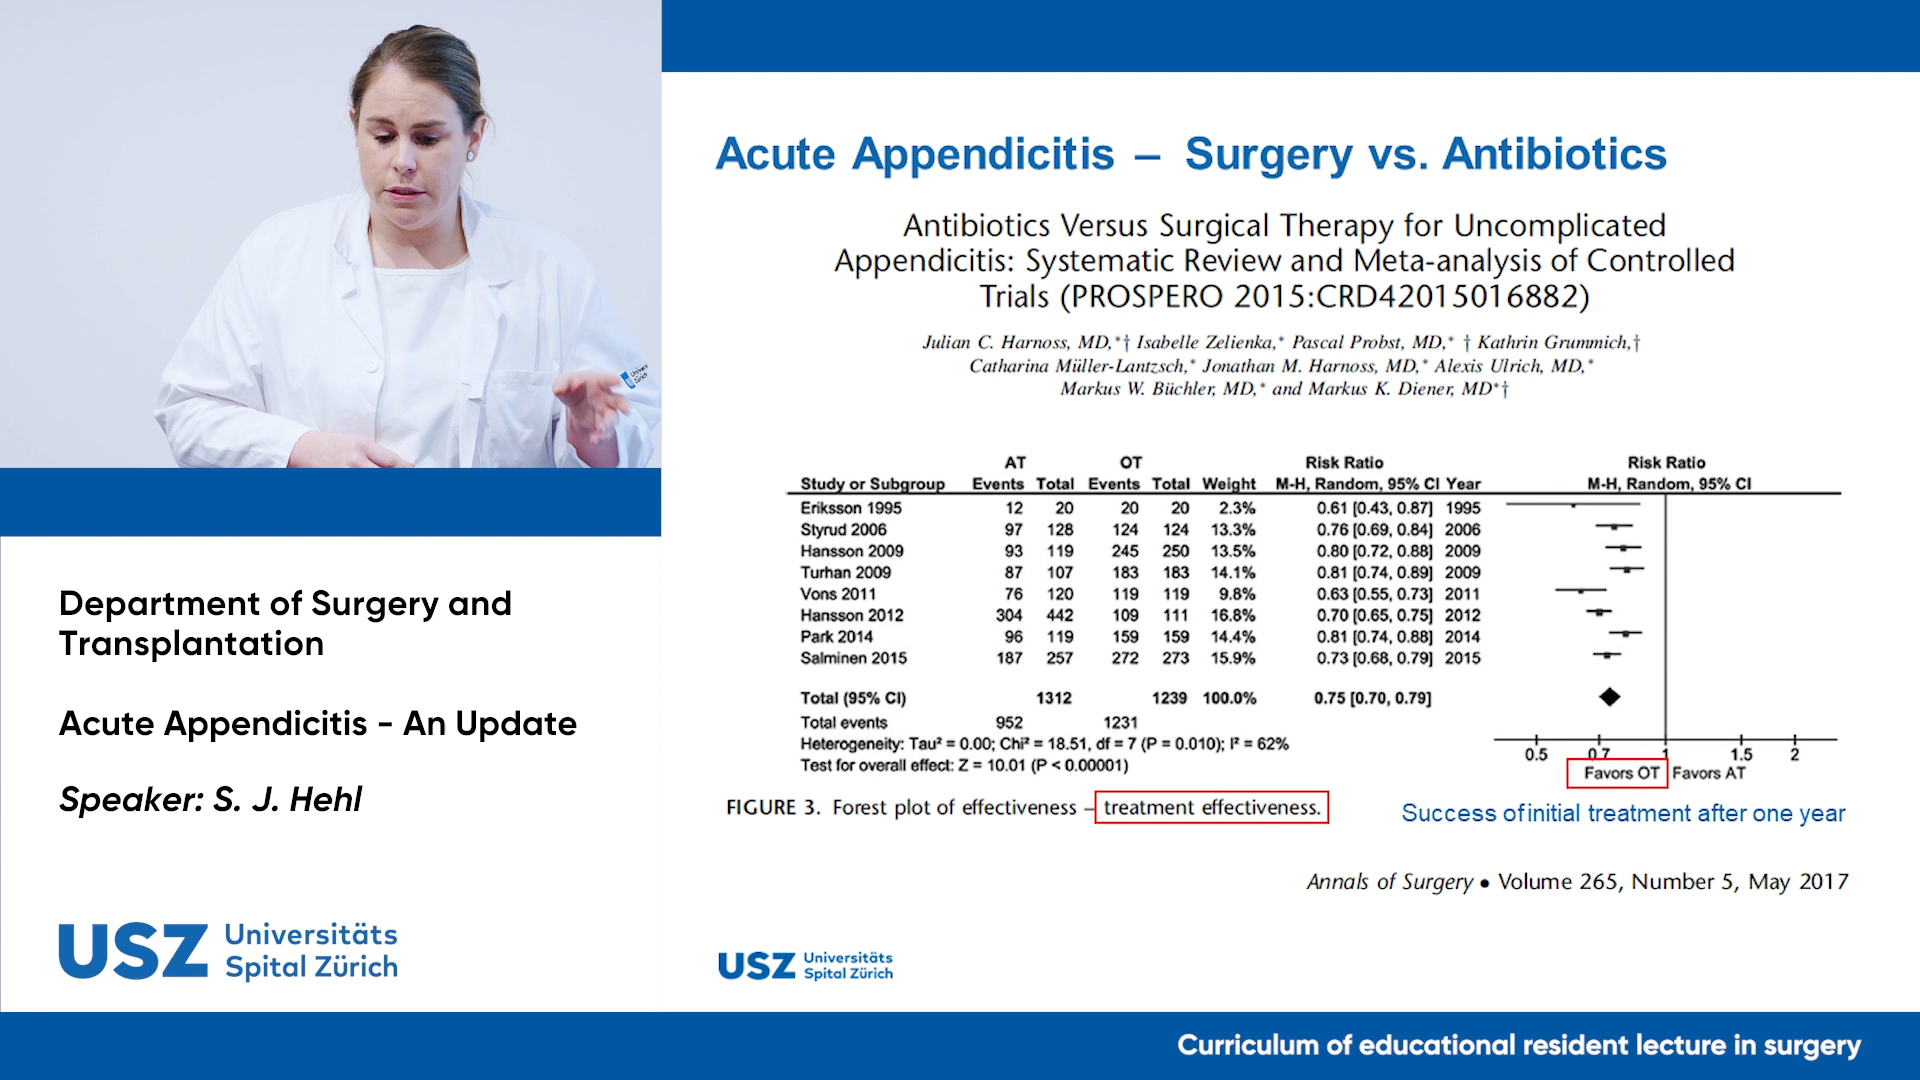 Univers
Zürich
Department of Surgery and
Transplantation
Acute Appendicitis - An Update
Speaker: S. J. Hehl
USZ Universitäts
Spital Zürich
Acute Appendicitis – Surgery vs. Antibiotics
Antibiotics Versus Surgical Therapy for Uncomplicated
Appendicitis: Systematic Review and Meta-analysis of Controlled
Trials (PROSPERO 2015:CRD42015016882)
Julian C. Harnoss, MD,*† Isabelle Zelienka,* Pascal Probst, MD,* † Kathrin Grummich,†
Catharina Müller-Lantzsch,* Jonathan M. Harnoss, MD,* Alexis Ulrich, MD,*
Markus W. Büchler, MD,* and Markus K. Diener, MD*†
AT OT Risk Ratio Risk Ratio
Study or Subgroup Events Total Events Total Weight M-H, Random, 95% CI Year M-H, Random, 95% CI
Eriksson 1995 12 20 20 20 2.3% 0.61 [0.43, 0.87] 1995
Styrud 2006 97 128 124 124 13.3% 0.76 [0.69, 0.84] 2006
Hansson 2009 93 119 245 250 13.5% 0.80 [0.72, 0.88] 2009
Turhan 2009 87 107 183 183 14.1% 0.81 [0.74, 0.89] 2009
Vons 2011 76 120 119 119 9.8% 0.63 [0.55, 0.73] 2011
Hansson 2012 304 442 109 111 16.8% 0.70 [0.65, 0.75] 2012
Park 2014 96 119 159 159 14.4% 0.81 [0.74, 0.88] 2014
Salminen 2015 187 257 272 273 15.9% 0.73 [0.68, 0.79] 2015
Total (95% CI) 1312 1239 100.0% 0.75 [0.70, 0.79]
Total events 952 1231
Heterogeneity: Tau² = 0.00; Chi² = 18.51, df = 7 (P = 0.010); I² = 62%
Test for overall effect: Z = 10.01 (P < 0.00001)
0.5 0.7 1 1.5 2
Favors OT Favors AT
FIGURE 3. Forest plot of effectiveness – treatment effectiveness.
Success of initial treatment after one year
Annals of Surgery • Volume 265, Number 5, May 2017
USZ Universitäts
Spital Zürich
Curriculum of educational resident lecture in surgery